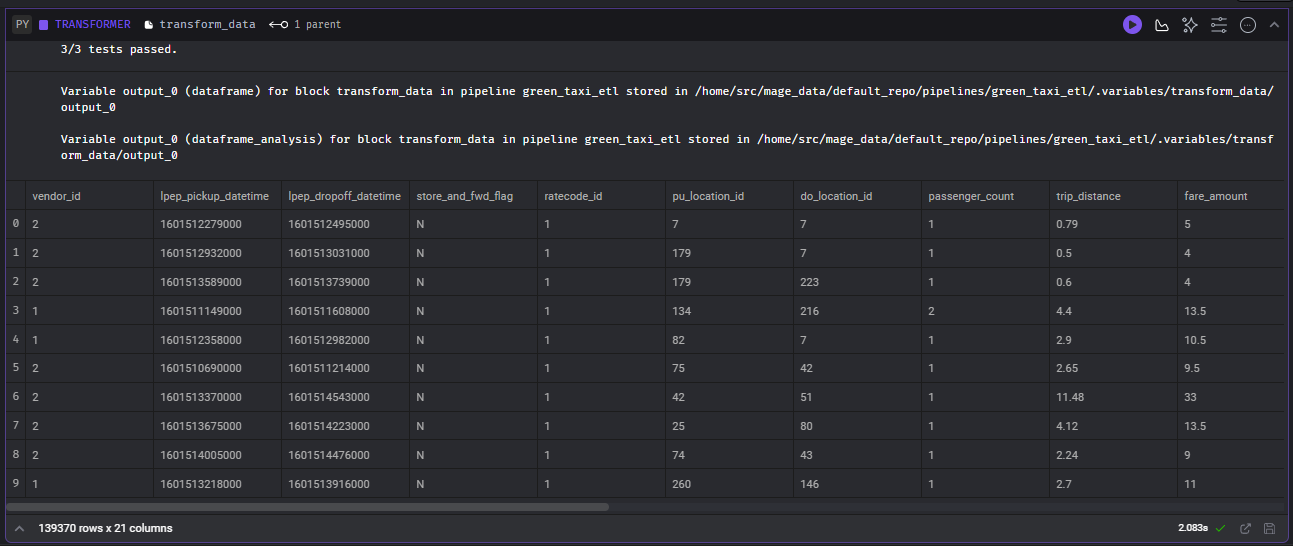 PY TRANSFORMER transform_data 1 parent
3/3 tests passed.
Variable output_0 (dataframe) for block transform_data in pipeline green_taxi_etl stored in /home/src/mage_data/default_repo/pipelines/green_taxi_etl/.variables/transform_data/
output_0
Variable output_0 (dataframe_analysis) for block transform_data in pipeline green_taxi_etl stored in /home/src/mage_data/default_repo/pipelines/green_taxi_etl/.variables/transf
orm_data/output_0
vendor_id lpep_pickup_datetime lpep_dropoff_datetime store_and_fwd_flag ratecode_id pu_location_id do_location_id passenger_count trip_distance fare_amount
0 2 1601512279000 1601512495000 N 1 7 7 1 0.79 5
1 2 1601512932000 1601513031000 N 1 179 7 1 0.5 4
2 2 1601513589000 1601513739000 N 1 179 223 1 0.6 4
3 1 1601511149000 1601511608000 N 1 134 216 2 4.4 13.5
4 1 1601512358000 1601512982000 N 1 82 7 1 2.9 10.5
5 2 1601510690000 1601511214000 N 1 75 42 1 2.65 9.5
6 2 1601513370000 1601514543000 N 1 42 51 1 11.48 33
7 2 1601513675000 1601514223000 N 1 25 80 1 4.12 13.5
8 2 1601514005000 1601514476000 N 1 74 43 1 2.24 9
9 1 1601513218000 1601513916000 N 1 260 146 1 2.7 11
139370 rows x 21 columns 2.083s